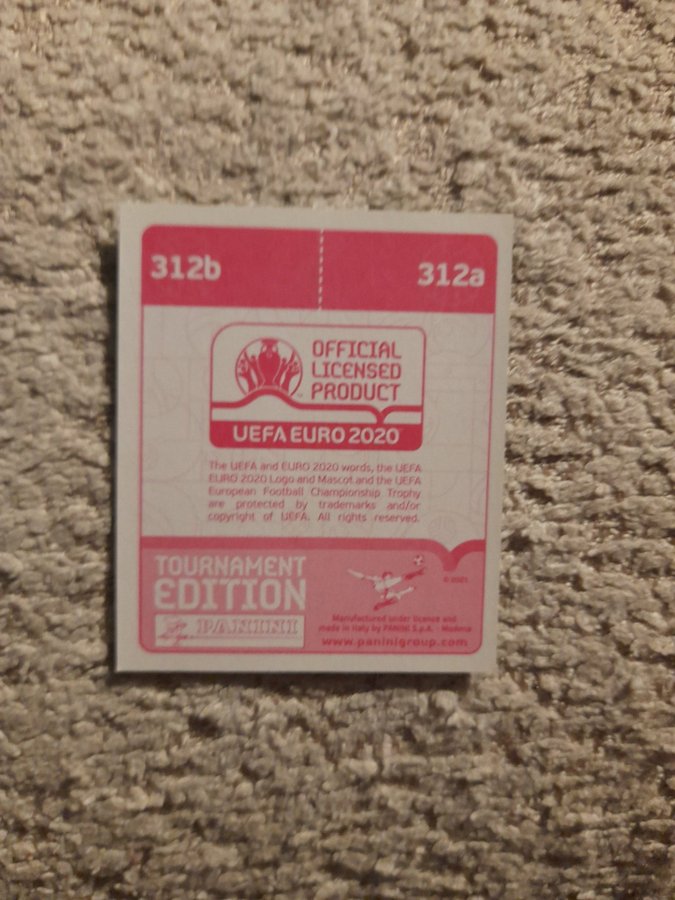 312b 312a
OFFICIAL
LICENSED
PRODUCT
UEFA EURO 2020
The UEFA and EURO 2020 words, the UEFA
EURO 2020 Logo and Mascot and the UEFA
European Football Championship Trophy
are protected by trademarks and/or
copyright of UEFA. All rights reserved.
TOURNAMENT
EDITION
PANINI
© 2021
Manufactured under licence and
made in Italy by PANINI S.p.A. - Modena
www.paninigroup.com